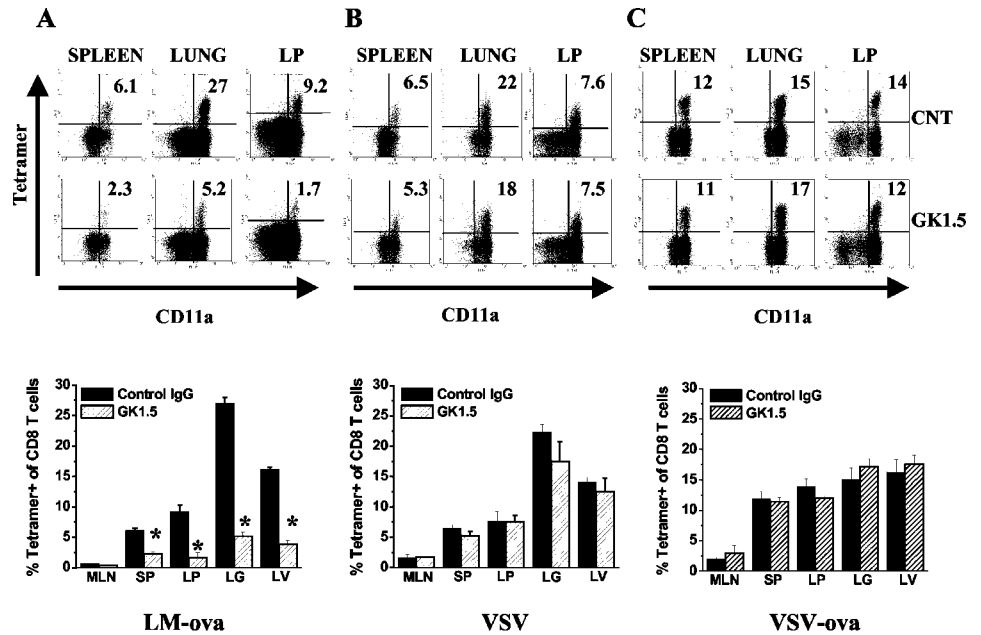 A B C
SPLEEN LUNG LP SPLEEN LUNG LP SPLEEN LUNG LP
6.1 27 9.2 6.5 22 7.6 12 15 14
CNT
Tetramer
2.3 5.2 1.7 5.3 18 7.5 11 17 12
GK1.5
CD11a CD11a CD11a
% Tetramer+ of CD8 T cells
30
25
20
15
10
5
0
Control IgG
GK1.5
* * * *
MLN SP LP LG LV
LM-ova
% Tetramer+ of CD8 T cells
30
25
20
15
10
5
0
Control IgG
GK1.5
MLN SP LP LG LV
VSV
% Tetramer+ of CD8 T cells
30
25
20
15
10
5
0
Control IgG
GK1.5
MLN SP LP LG LV
VSV-ova